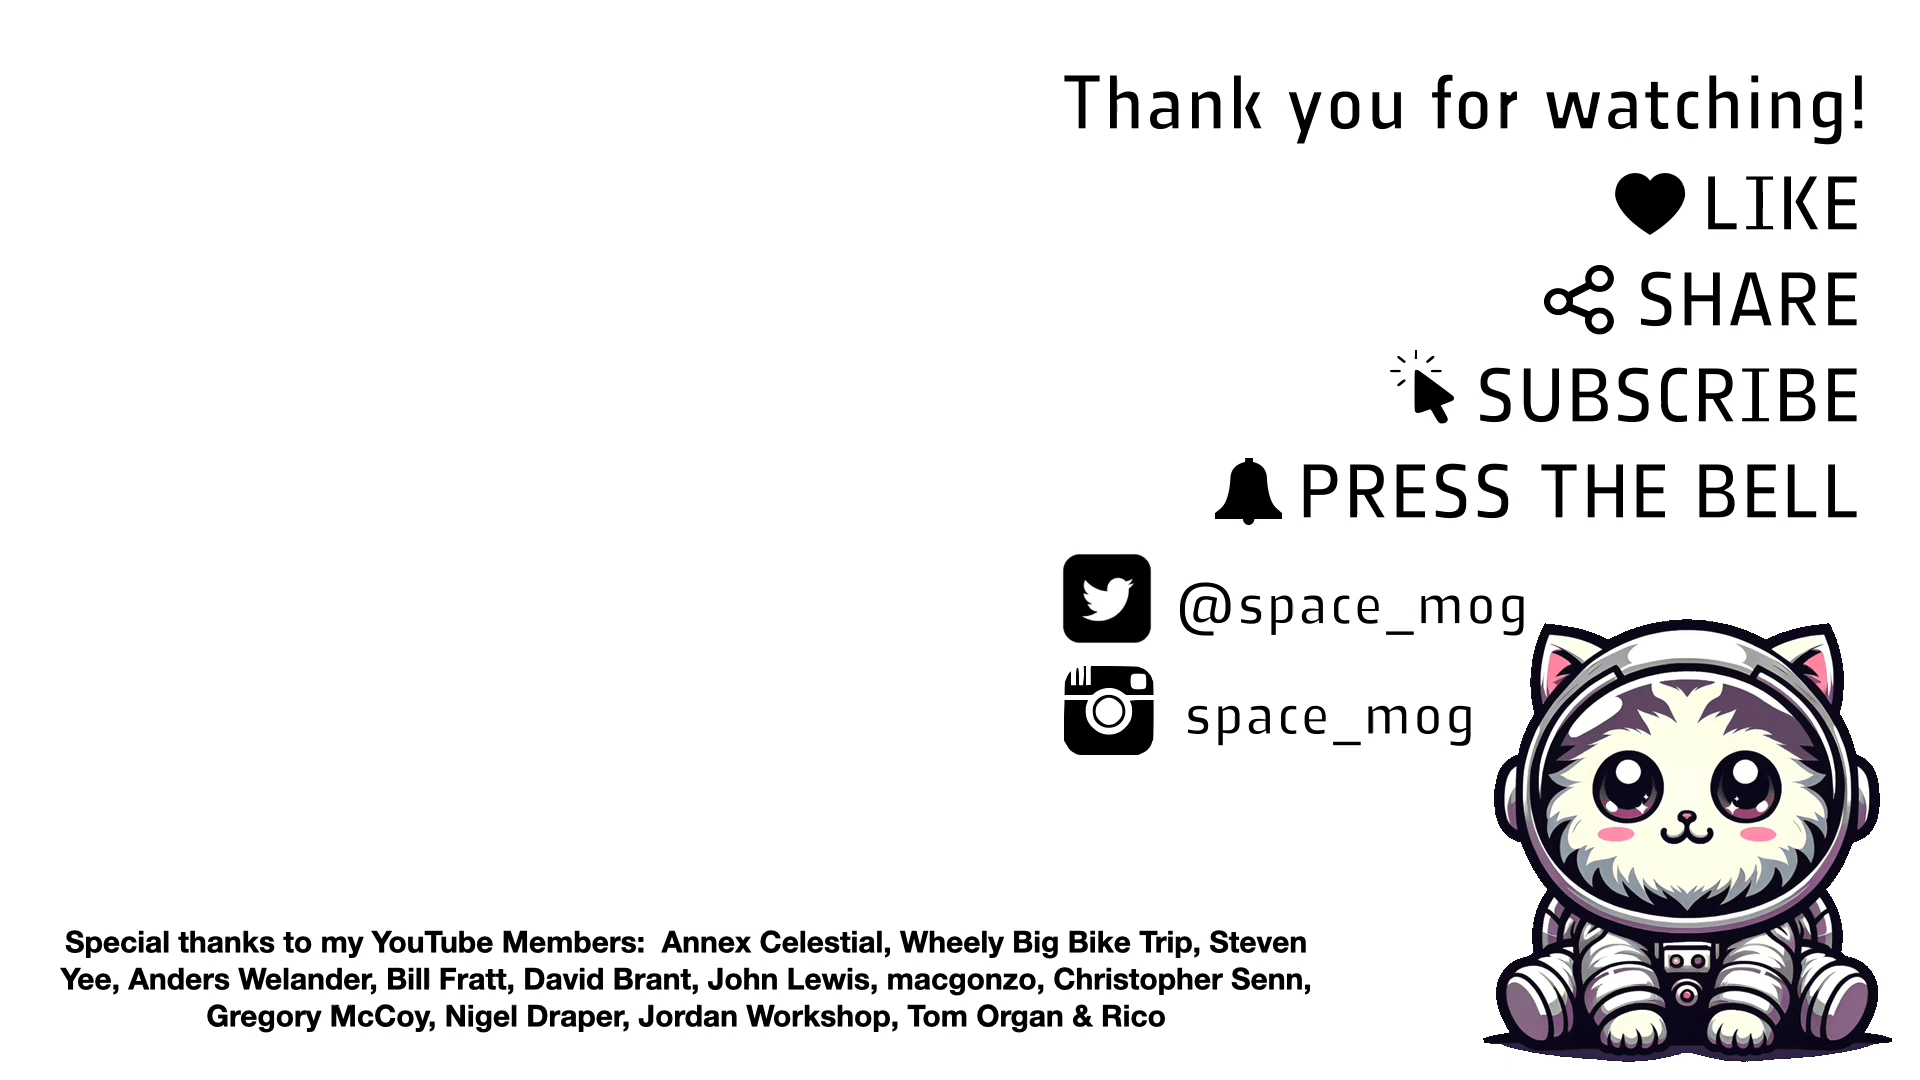 Thank you for watching!
LIKE
SHARE
SUBSCRIBE
PRESS THE BELL
@space_mog
space_mog
Special thanks to my YouTube Members:  Annex Celestial, Wheely Big Bike Trip, Steven
Yee, Anders Welander, Bill Fratt, David Brant, John Lewis, macgonzo, Christopher Senn,
Gregory McCoy, Nigel Draper, Jordan Workshop, Tom Organ & Rico